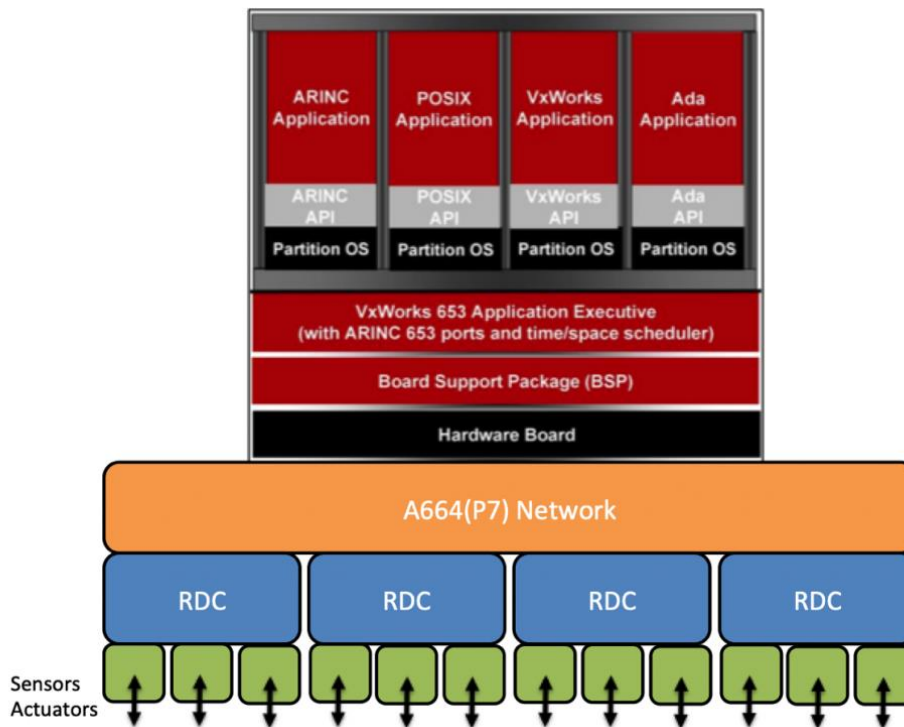 ARINC
Application
POSIX
Application
VxWorks
Application
Ada
Application
ARINC
API
POSIX
API
VxWorks
API
Ada
API
Partition OS
Partition OS
Partition OS
Partition OS
VxWorks 653 Application Executive
(with ARINC 653 ports and time/space scheduler)
Board Support Package (BSP)
Hardware Board
A664(P7) Network
RDC
RDC
RDC
RDC
Sensors
Actuators